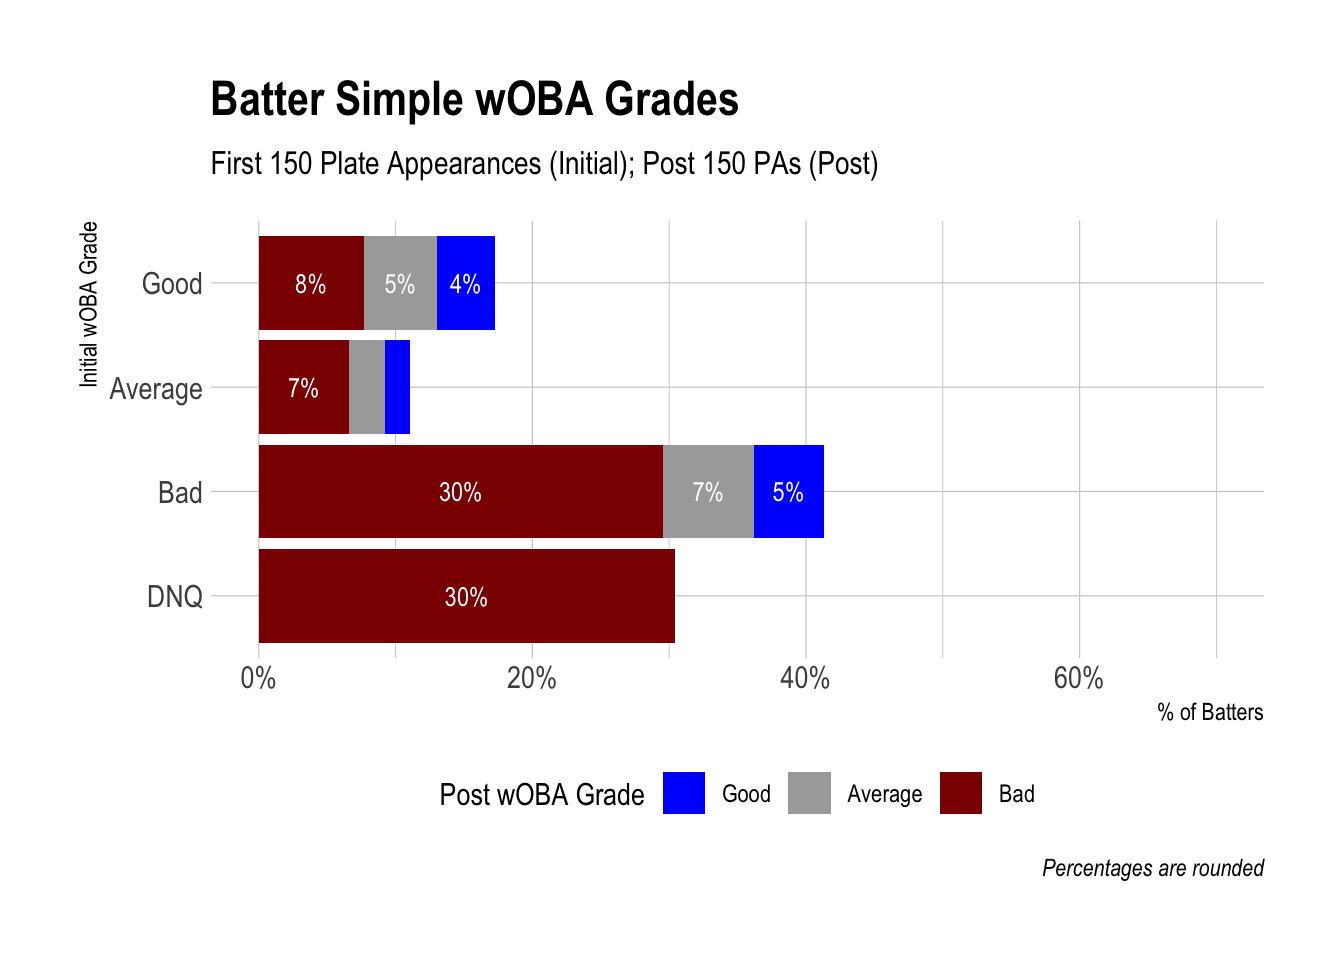 Batter Simple wOBA Grades
First 150 Plate Appearances (Initial); Post 150 PAs (Post)
Initial wOBA Grade
Good
8%
5%
4%
Average
7%
Bad
30%
7%
5%
DNQ
30%
0%
20%
40%
60%
% of Batters
Post wOBA Grade
Good
Average
Bad
Percentages are rounded